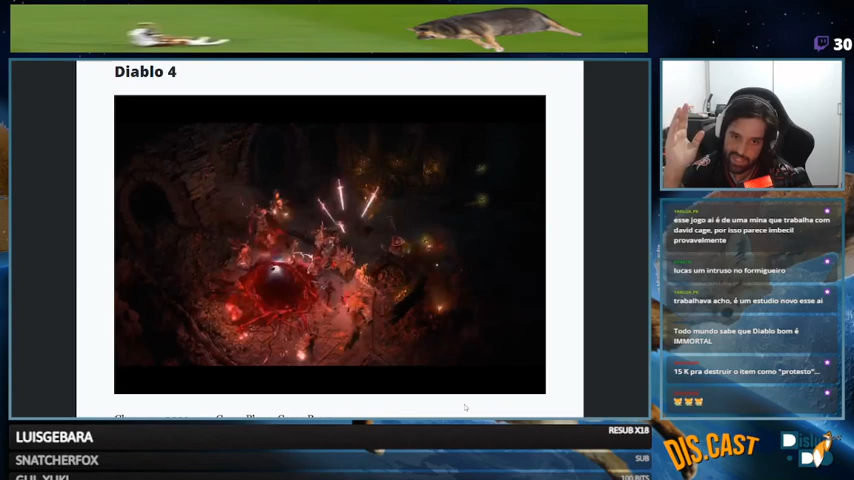 30
Diablo 4
esse jogo ai é de uma mina que trabalha com
david cage, por isso parece imbecil
provavelmente
lucas um intruso no formigueiro
trabalhava acho, é um estudio novo esse ai
Todo mundo sabe que Diablo bom é
IMMORTAL
15 K pra destruir o item como "protesto"...
LUISGEBARA
RESUB X18
SNATCHERFOX
SUB
100 BITS
DIS.CAST